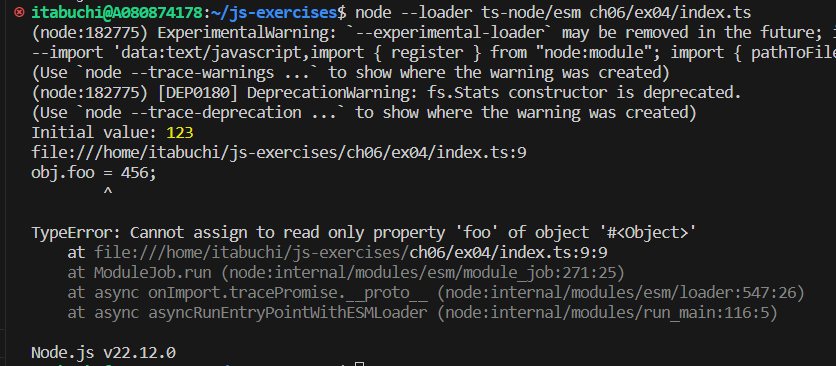 itabuchi@A080874178:~/js-exercises$ node --loader ts-node/esm ch06/ex04/index.ts
(node:182775) ExperimentalWarning: `--experimental-loader` may be removed in the future;
--import 'data:text/javascript,import { register } from "node:module"; import { pathToFile
(Use `node --trace-warnings ...` to show where the warning was created)
(node:182775) [DEP0180] DeprecationWarning: fs.Stats constructor is deprecated.
(Use `node --trace-deprecation ...` to show where the warning was created)
Initial value: 123
file:///home/itabuchi/js-exercises/ch06/ex04/index.ts:9
obj.foo = 456;
^
TypeError: Cannot assign to read only property 'foo' of object '#<Object>'
at file:///home/itabuchi/js-exercises/ch06/ex04/index.ts:9:9
at ModuleJob.run (node:internal/modules/esm/module_job:271:25)
at async onImport.tracePromise.__proto__ (node:internal/modules/esm/loader:547:26)
at async asyncRunEntryPointWithESMLoader (node:internal/modules/run_main:116:5)
Node.js v22.12.0